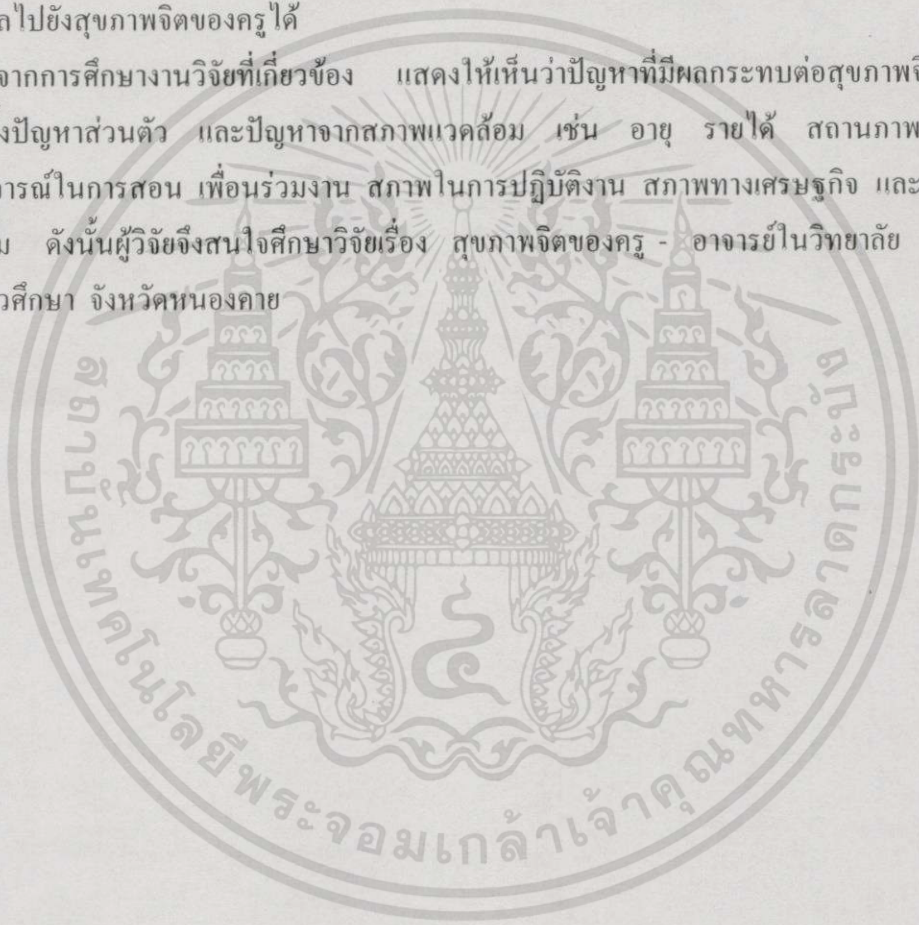 ลไปยังสุขภาพจิตของครูได้
จากการศึกษางานวิจัยที่เกี่ยวข้อง แสดงให้เห็นว่าปัญหาที่มีผลกระทบต่อสุขภาพจิ
งปัญหาส่วนตัว และปัญหาจากสภาพแวดล้อม เช่น อายุ รายได้ สถานภาพ
ารณ์ในการสอน เพื่อนร่วมงาน สภาพในการปฏิบัติงาน สภาพทางเศรษฐกิจ และ
ม ดังนั้นผู้วิจัยจึงสนใจศึกษาวิจัยเรื่อง สุขภาพจิตของครู - อาจารย์ในวิทยาลัย
วศึกษา จังหวัดหนองคาย
สถาบันเทคโนโลยีพระจอมเกล้าเจ้าคุณทหารลาดกระบัง
๔